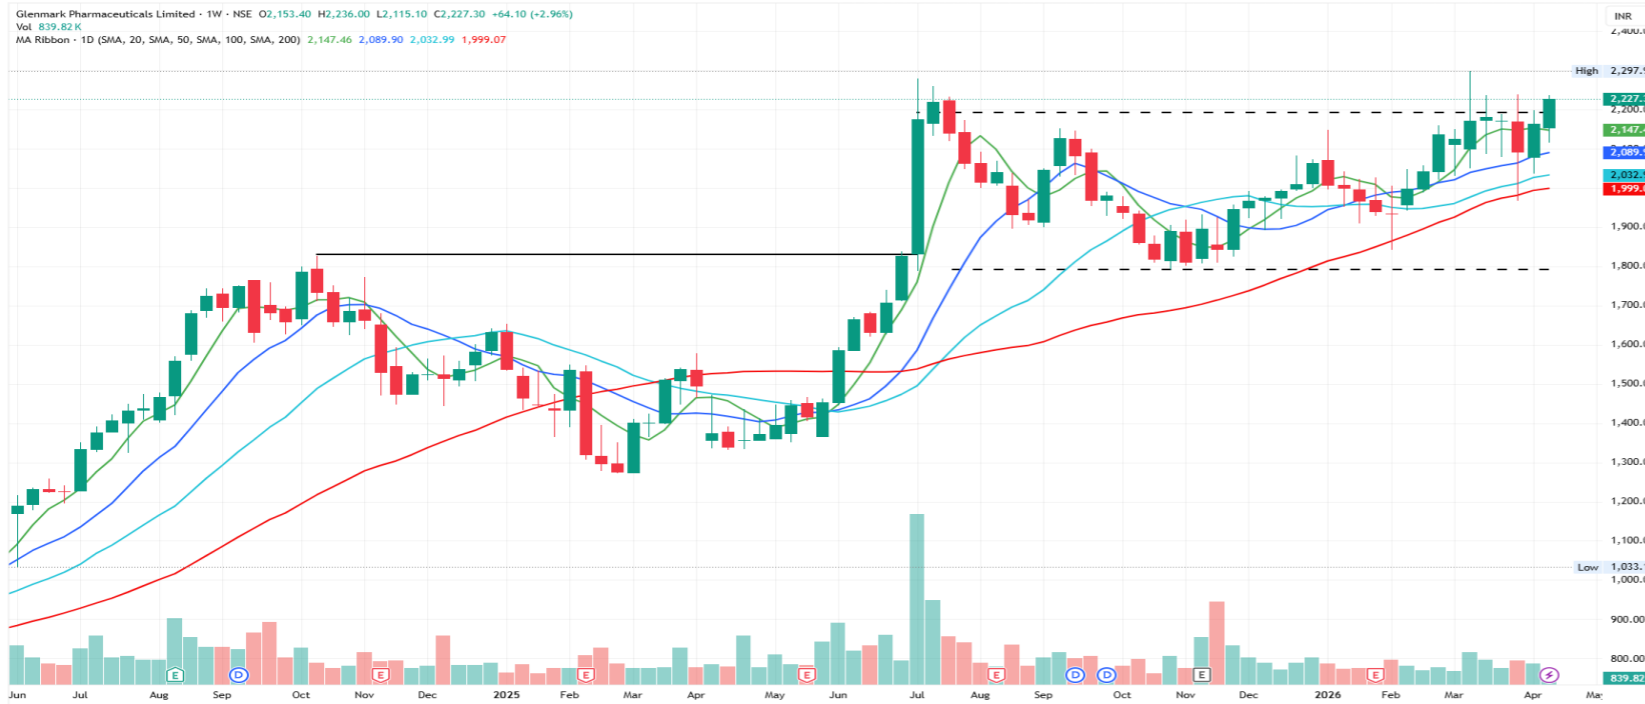 Glenmark Pharmaceuticals Limited · 1W · NSE O2,153.40 H2,236.00 L2,115.10 C2,227.30 +64.10 (+2.96%)
INR
Vol 839.82 K
MA Ribbon · 1D (SMA, 20, SMA, 50, SMA, 100, SMA, 200) 2,147.46 2,089.90 2,032.99 1,999.07
High 2,297.9
2,227.
2,200.0
2,147.4
2,089.9
2,032.9
1,999.0
1,900.0
1,800.0
1,700.0
1,600.0
1,500.0
1,400.0
1,300.0
1,200.0
1,100.0
Low 1,033.
1,000.0
900.00
800.00
E D E E E E D D E E
839.82
Jun Jul Aug Sep Oct Nov Dec 2025 Feb Mar Apr May Jun Jul Aug Sep Oct Nov Dec 2026 Feb Mar Apr